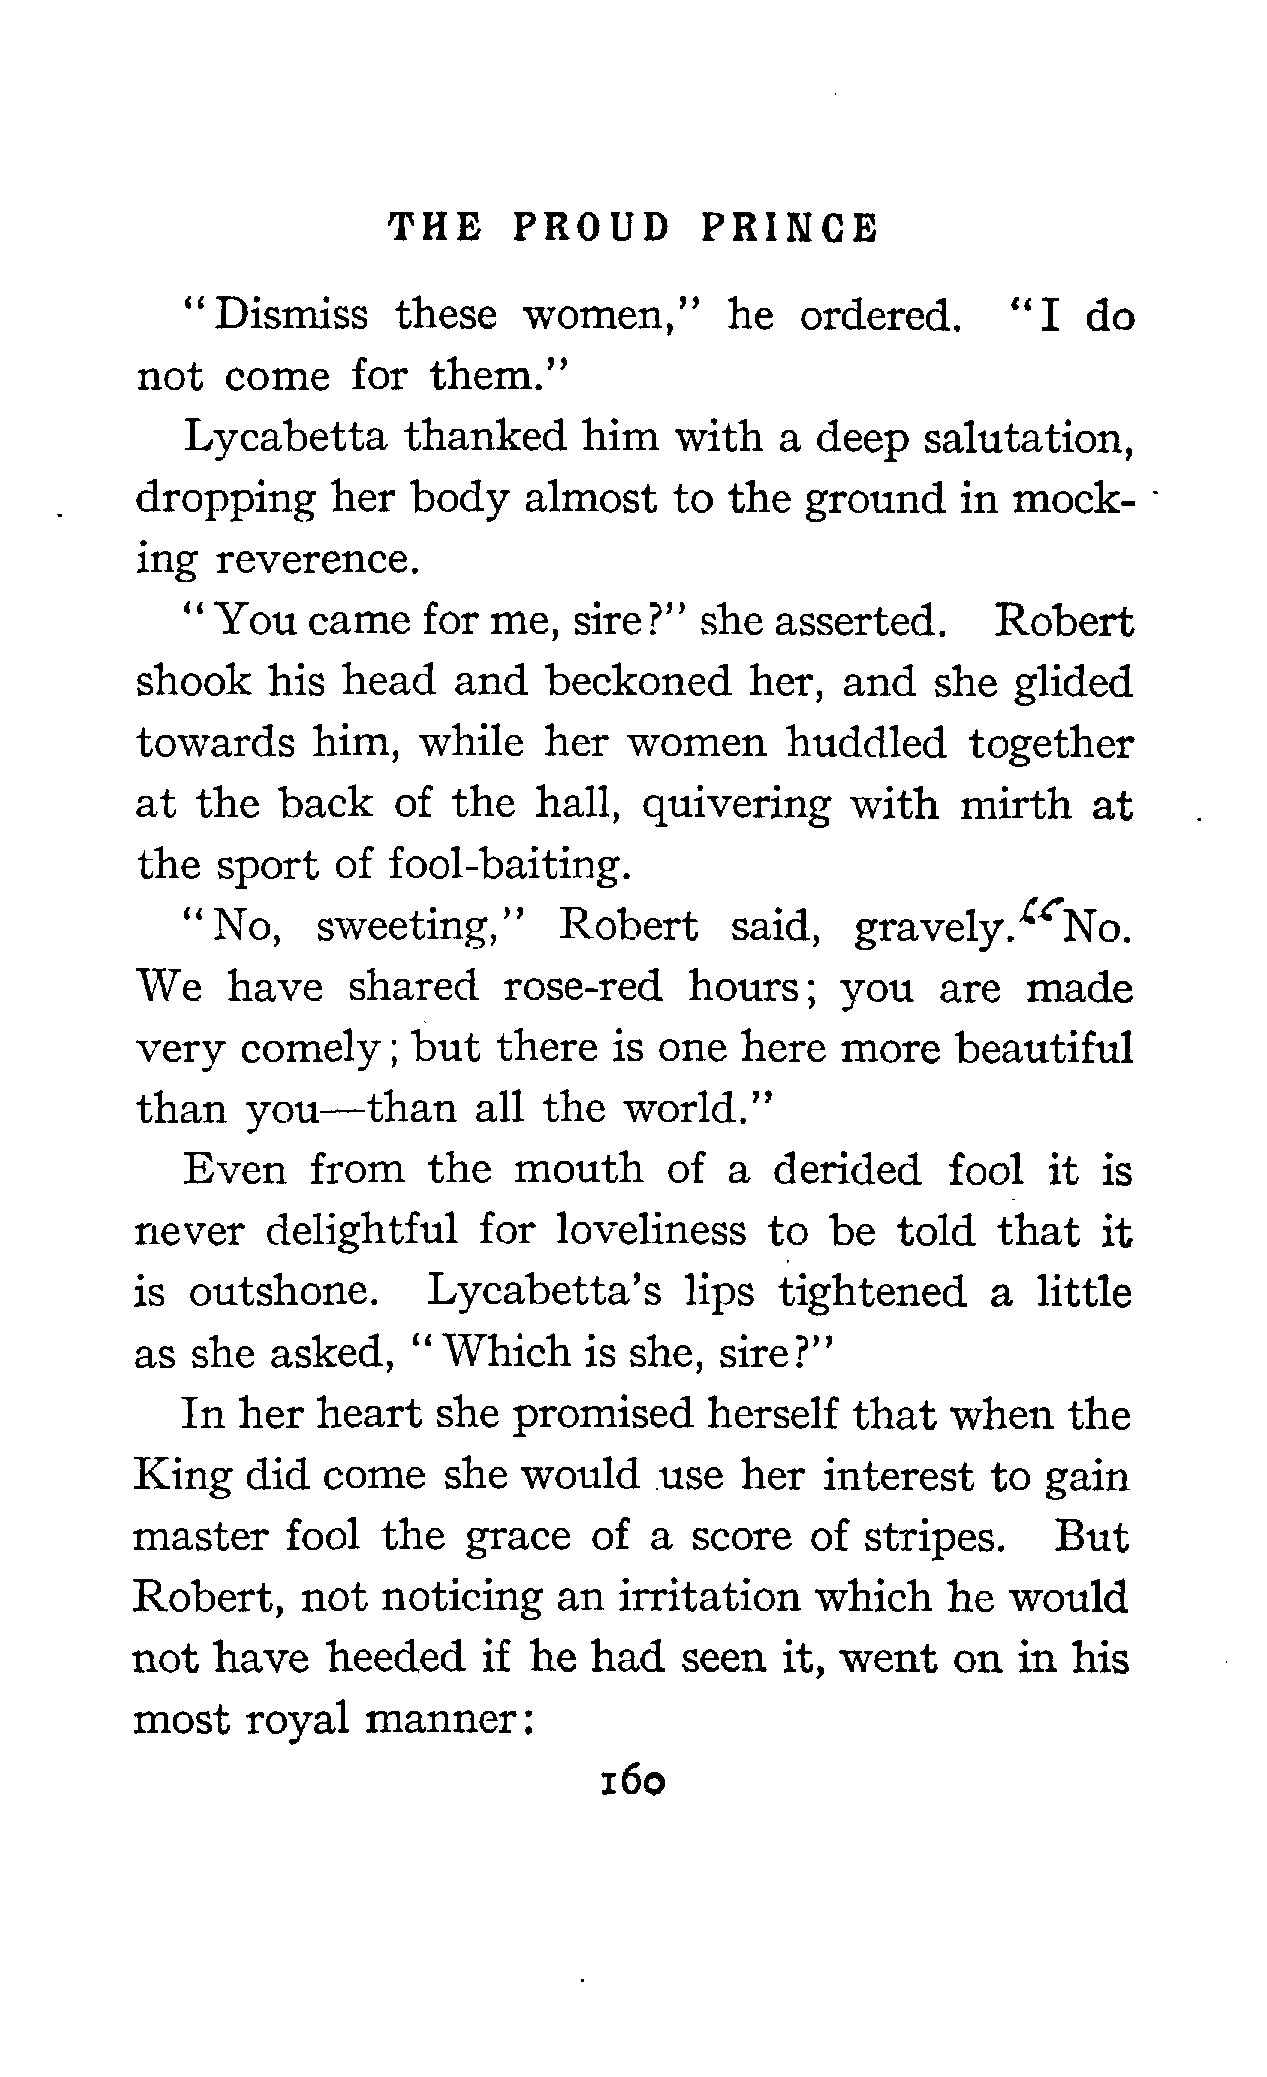 THE PROUD PRINCE
"Dismiss these women," he ordered. "I do
not come for them."
Lycabetta thanked him with a deep salutation,
dropping her body almost to the ground in mock-
ing reverence.
"You came for me, sire?" she asserted. Robert
shook his head and beckoned her, and she glided
towards him, while her women huddled together
at the back of the hall, quivering with mirth at
the sport of fool-baiting.
"No, sweeting," Robert said, gravely. "No.
We have shared rose-red hours; you are made
very comely; but there is one here more beautiful
than you—than all the world."
Even from the mouth of a derided fool it is
never delightful for loveliness to be told that it
is outshone. Lycabetta's lips tightened a little
as she asked, "Which is she, sire?"
In her heart she promised herself that when the
King did come she would use her interest to gain
master fool the grace of a score of stripes. But
Robert, not noticing an irritation which he would
not have heeded if he had seen it, went on in his
most royal manner:
160